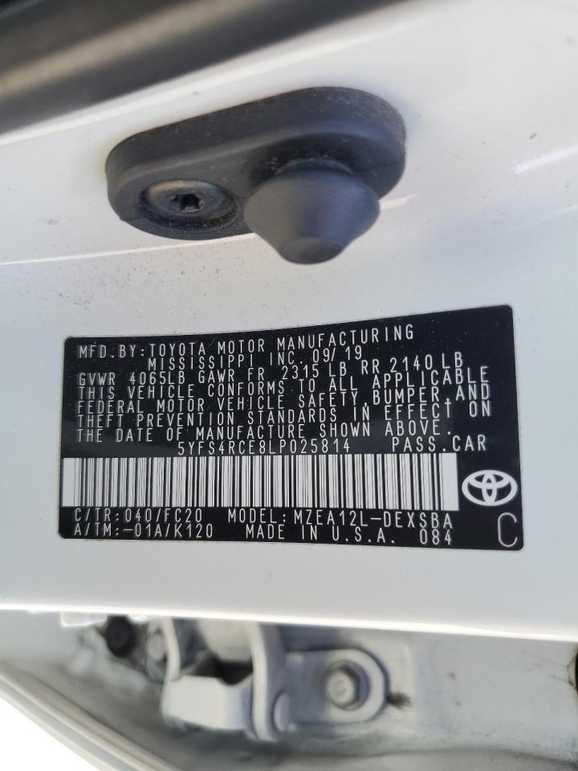 MFD. BY: TOYOTA MOTOR MANUFACTURING
MISSISSIPPI INC. 09/19
GVWR 4065LB GAWR FR 2315 LB RR 2140 LB
THIS VEHICLE CONFORMS TO ALL APPLICABLE
FEDERAL MOTOR VEHICLE SAFETY, BUMPER, AND
THEFT PREVENTION STANDARDS IN EFFECT ON
THE DATE OF MANUFACTURE SHOWN ABOVE.
5YFS4RCE8LP025814 PASS.CAR
C/TR: 040/FC20 MODEL: MZEA12L-DEXSBA
A/TM:-01A/K120 MADE IN U.S.A. 084 C